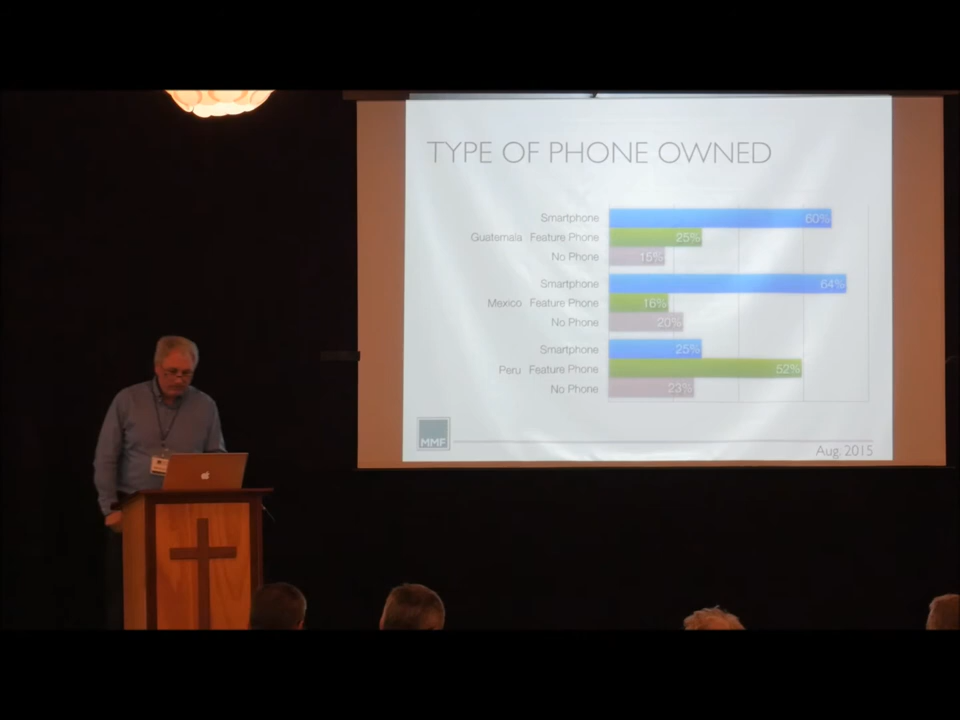 TYPE OF PHONE OWNED
Smartphone 60%
Guatemala Feature Phone 25%
No Phone 15%
Smartphone 64%
Mexico Feature Phone 16%
No Phone 20%
Smartphone 25%
Peru Feature Phone 52%
No Phone 23%
MMF
Aug. 2015